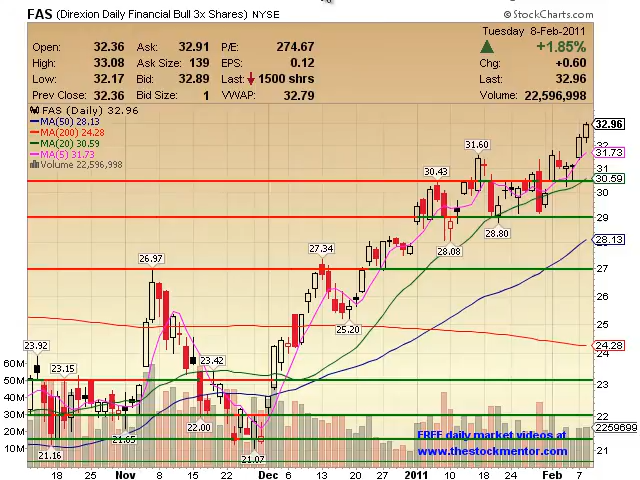 FAS (Direxion Daily Financial Bull 3x Shares) NYSE © StockCharts.com
Tuesday 8-Feb-2011
Open: 32.36 Ask: 32.91 P/E: 274.67 +1.85%
High: 33.08 Ask Size: 139 EPS: 0.12 Chg: +0.60
Low: 32.17 Bid: 32.89 Last: 1500 shrs Last: 32.96
Prev Close: 32.36 Bid Size: 1 VWAP: 32.79 Volume: 22,596,998
FAS (Daily) 32.96
MA(50) 28.13
MA(200) 24.28
MA(20) 30.59
MA(5) 31.73
Volume 22,596,998
32.96
32
31.73
31.60
30.59
30.43
30
29
28.80
28.13
28.08
27.34
27
26.97
26
25.20
25
24.28
23.92
23.42
23.15
23
60M
50M
40M
30M
20M
10M
22.00
22
2259699
21.65
21.16
21.07
21
FREE daily market videos at
www.thestockmentor.com
18 25 Nov 8 15 22 Dec 6 13 20 27 2011 10 18 24 Feb 7